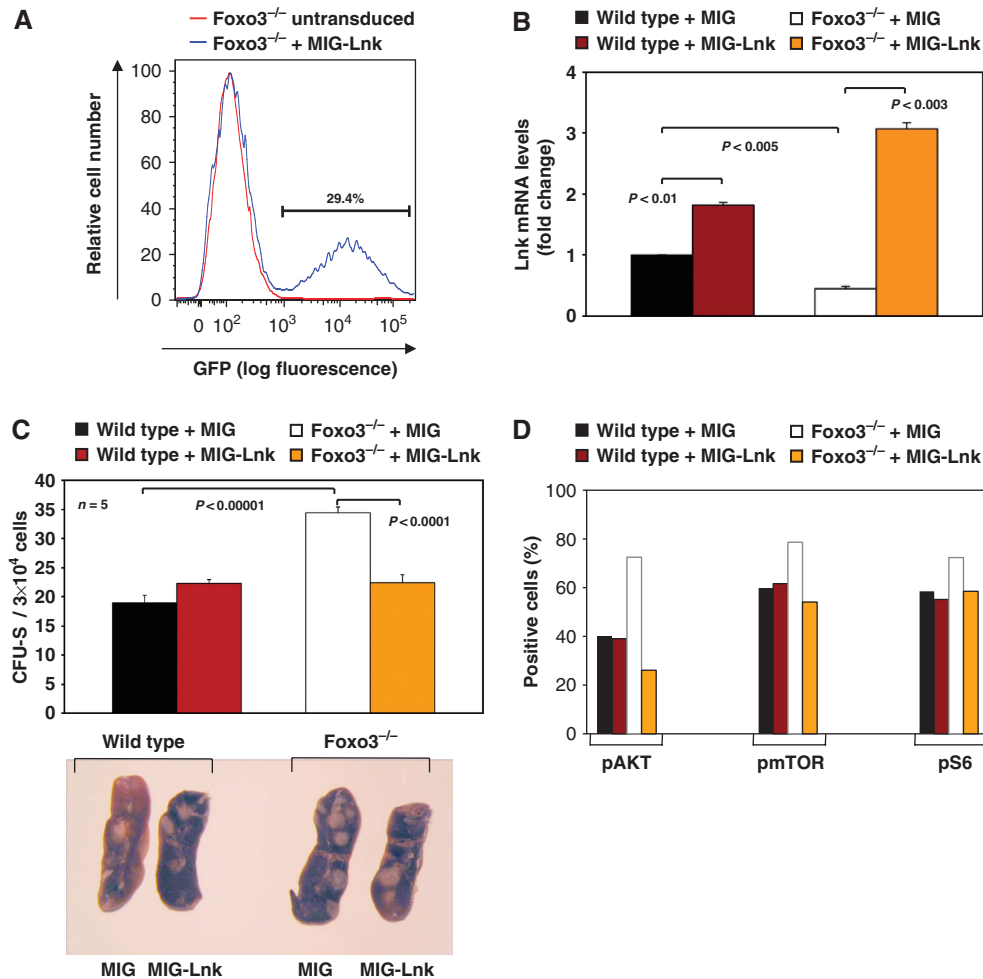 A
Foxo3−/− untransduced
Foxo3−/− + MIG-Lnk
Relative cell number
100
80
60
40
20
0
29.4%
0 10² 10³ 10⁴ 10⁵
GFP (log fluorescence)
B
Wild type + MIG
Foxo3−/− + MIG
Wild type + MIG-Lnk
Foxo3−/− + MIG-Lnk
Lnk mRNA levels
(fold change)
4
3
2
1
0
P < 0.01
P < 0.005
P < 0.003
C
Wild type + MIG
Foxo3−/− + MIG
Wild type + MIG-Lnk
Foxo3−/− + MIG-Lnk
CFU-S / 3×10⁴ cells
40
35
30
25
20
15
10
5
0
n = 5
P < 0.00001
P < 0.0001
Wild type
Foxo3−/−
MIG MIG-Lnk MIG MIG-Lnk
D
Wild type + MIG
Foxo3−/− + MIG
Wild type + MIG-Lnk
Foxo3−/− + MIG-Lnk
Positive cells (%)
100
80
60
40
20
0
pAKT pmTOR pS6